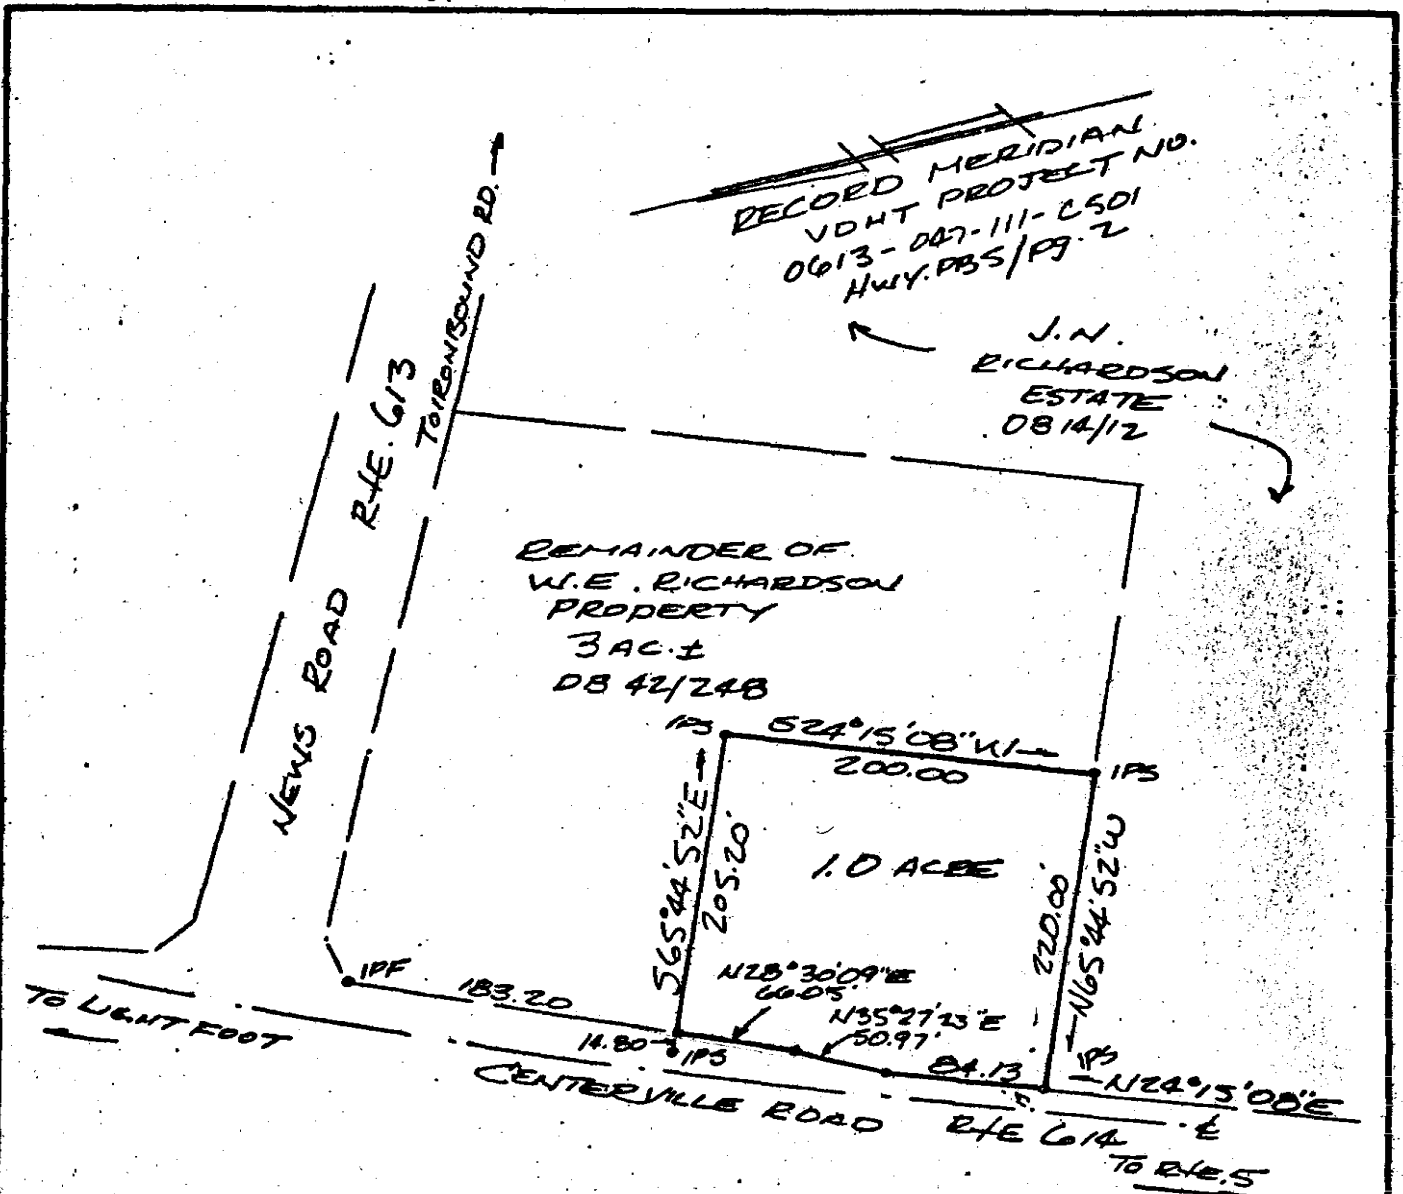 RECORD MERIDIAN
VDHT PROJECT NO.
0613-047-111-C501
HWY. PB5/Pg. 2
TO IRONBOUND RD.
J.N.
RICHARDSON
ESTATE
DB 14/12
NEWS ROAD RTE. 613
REMAINDER OF
W.E. RICHARDSON
PROPERTY
3 AC. ±
DB 42/248
IPS
S24°15'08"W
200.00
IPS
S65°44'52"E
205.20'
1.0 ACRE
220.00'
N65°44'52"W
IPF
183.20
N28°30'09"E
66.05'
N35°27'23"E
50.97'
14.80
IPS
84.13
IPS
N24°15'08"E
TO LIGHTFOOT
CENTERVILLE ROAD RTE 614
℄
TO RTE. 5